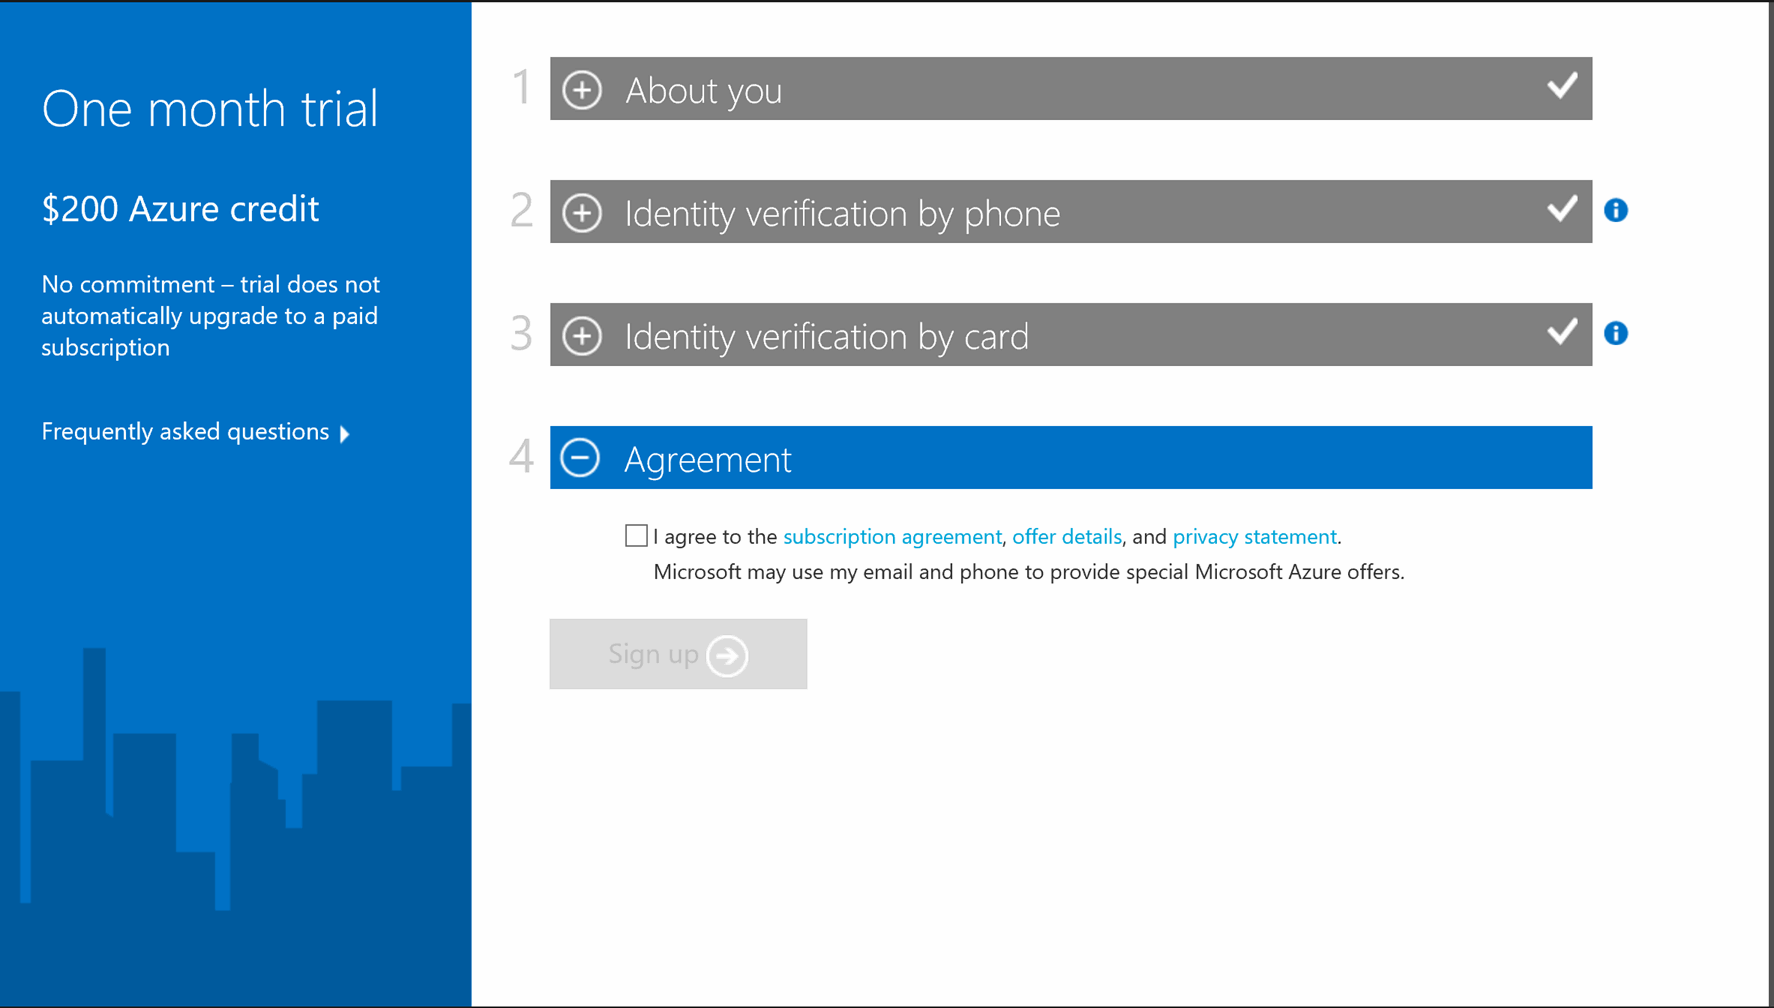 One month trial
$200 Azure credit
No commitment – trial does not
automatically upgrade to a paid
subscription
Frequently asked questions
1 About you
2 Identity verification by phone
3 Identity verification by card
4 Agreement
I agree to the subscription agreement, offer details, and privacy statement.
Microsoft may use my email and phone to provide special Microsoft Azure offers.
Sign up